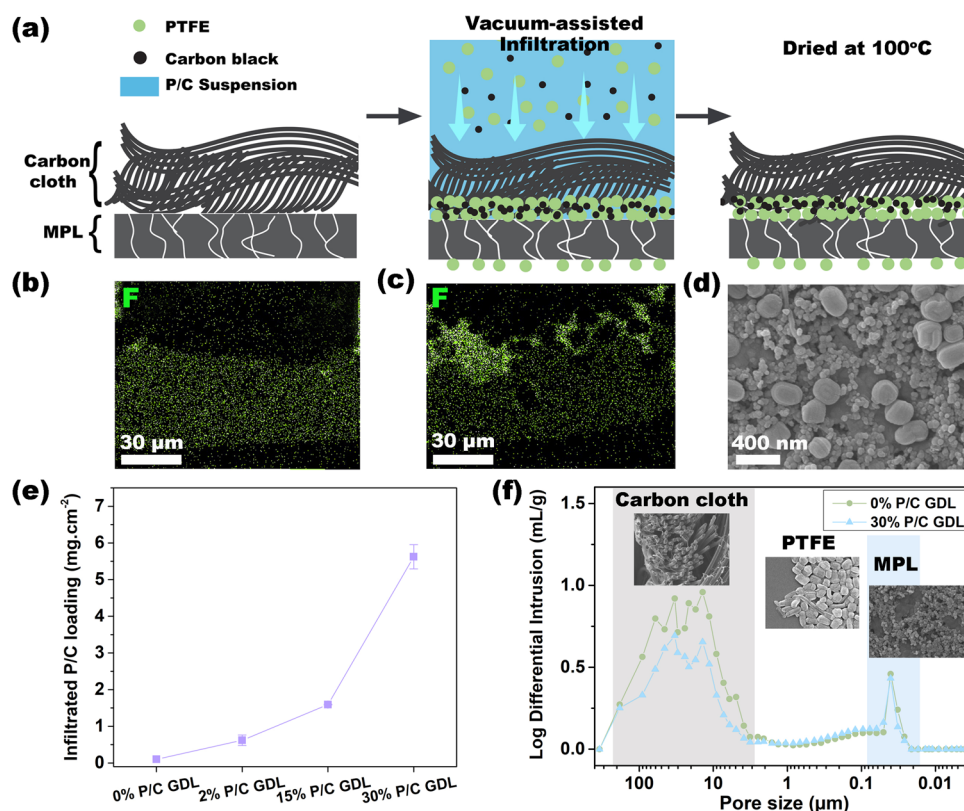 (a)
PTFE
Carbon black
P/C Suspension
Vacuum-assisted
Infiltration
Dried at 100°C
Carbon
cloth
MPL
(b)
F
30 μm
(c)
F
30 μm
(d)
400 nm
(e)
Infiltrated P/C loading (mg.cm⁻²)
7
6
5
4
3
2
1
0
0% P/C GDL
2% P/C GDL
15% P/C GDL
30% P/C GDL
(f)
Log Differential Intrusion (mL/g)
1.5
1.0
0.5
0.0
Carbon cloth
0% P/C GDL
30% P/C GDL
PTFE
MPL
100
10
1
0.1
0.01
Pore size (μm)